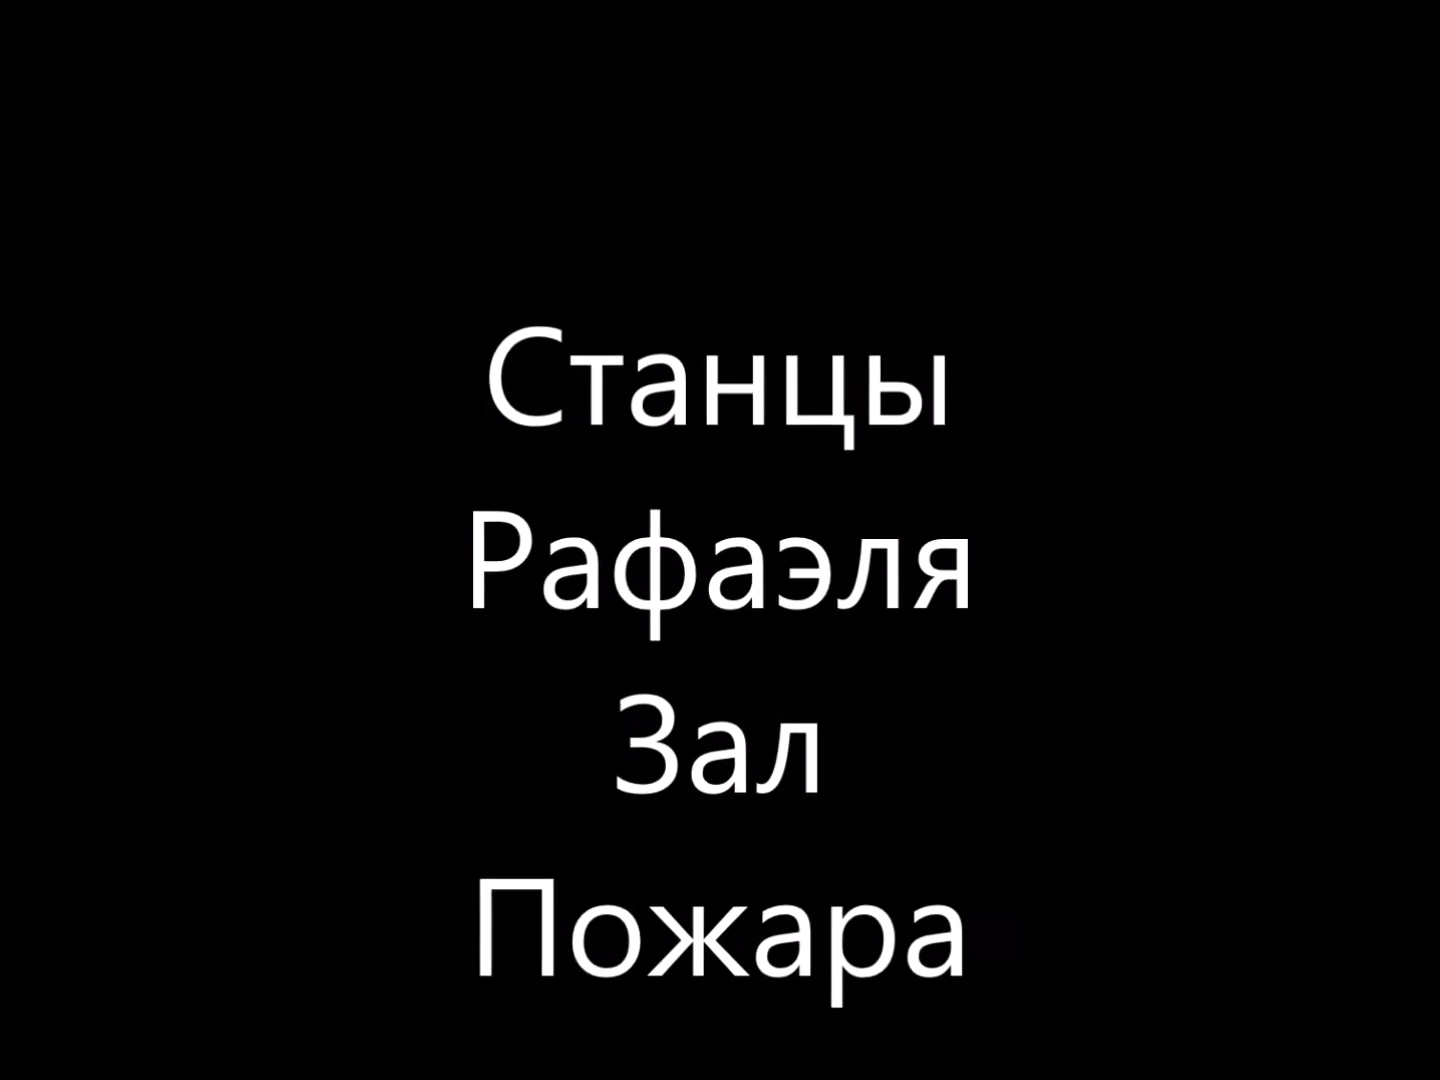 Станцы
Рафаэля
Зал
Пожара